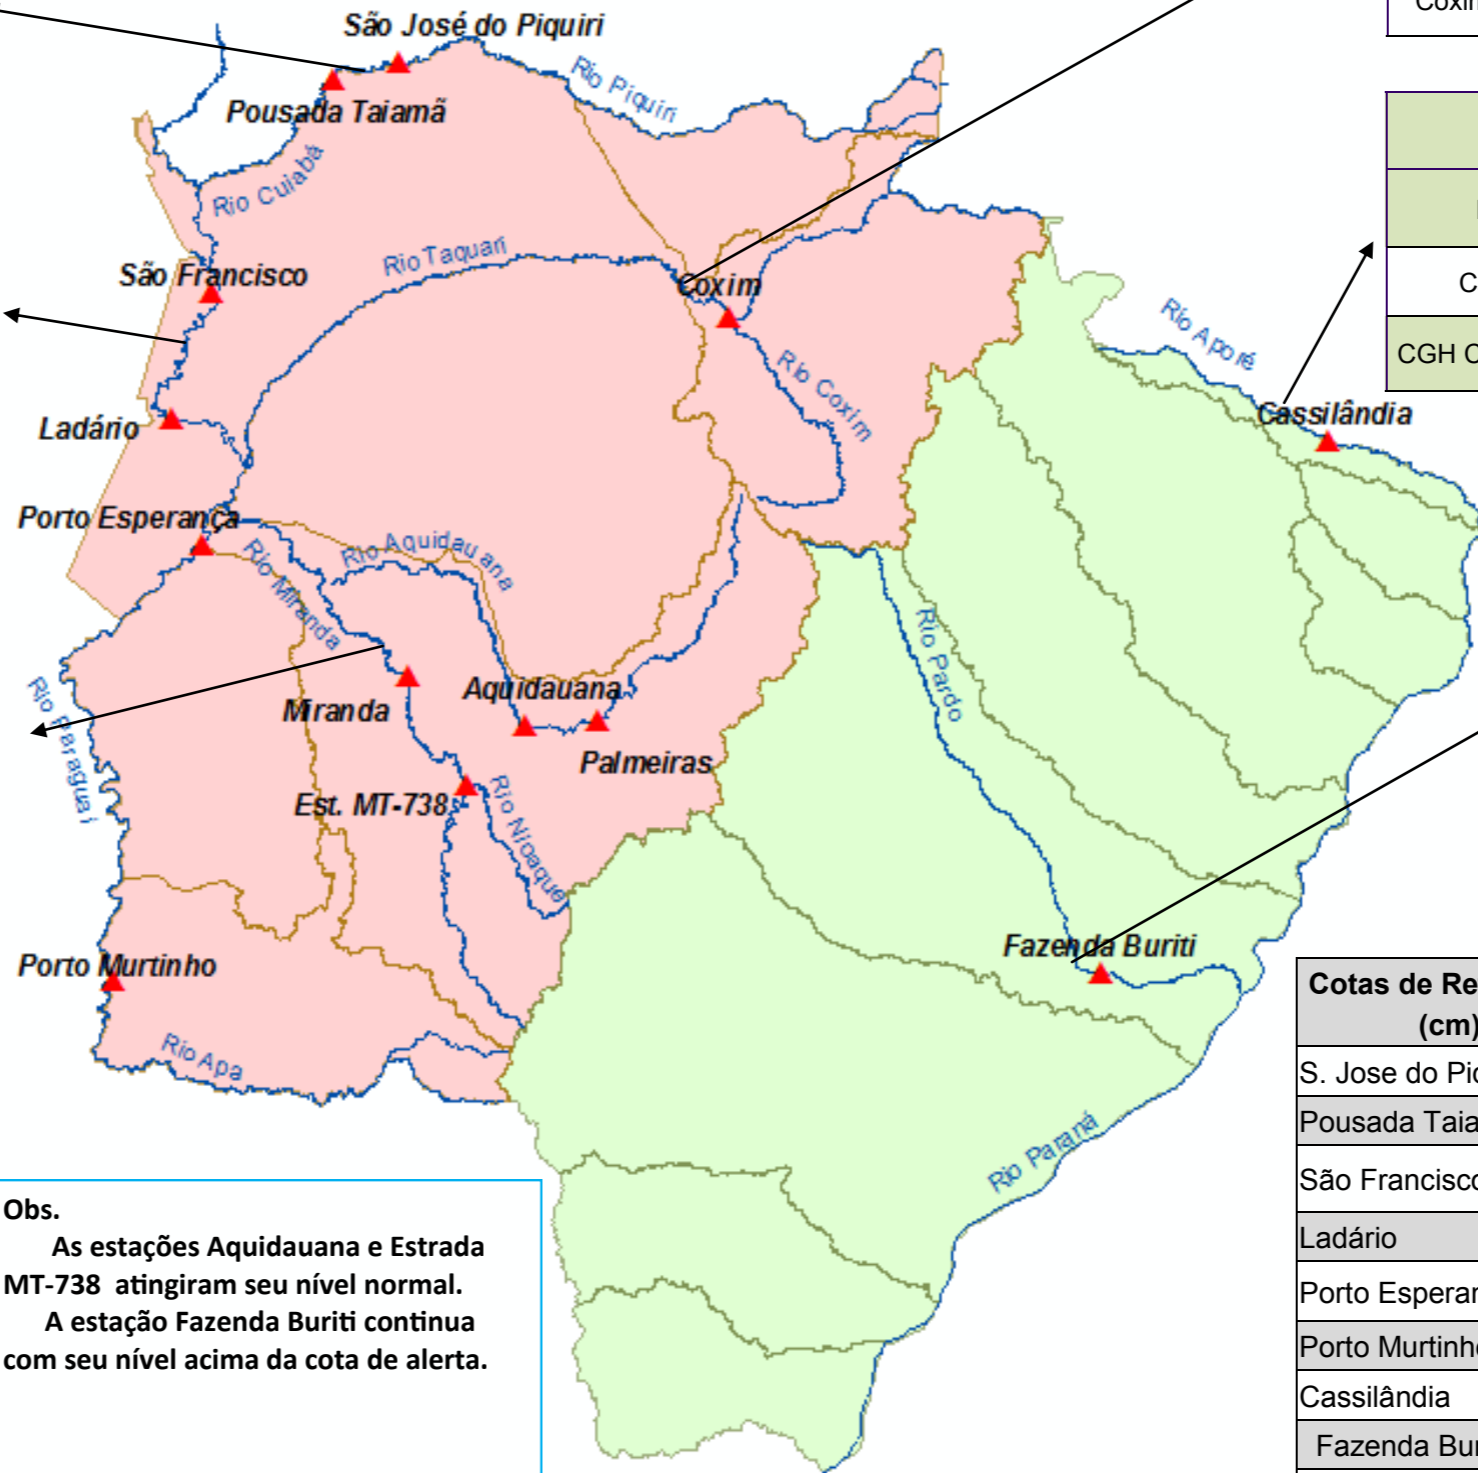 Coxim
São José do Piquiri
Rio Piquiri
Pousada Taiamã
Rio Cuiabá
São Francisco
Rio Taquari
Coxim
Rio Coxim
C
CGH C
Rio Aporé
Cassilândia
Ladário
Porto Esperança
Rio Miranda
Rio Aquidauana
Rio Pardo
Rio Paraguai
Miranda
Aquidauana
Palmeiras
Est. MT-738
Rio Nioaque
Porto Murtinho
Fazenda Buriti
Rio Apa
Rio Paraná
Cotas de Re
(cm)
S. Jose do Pi
Pousada Taia
São Francisco
Ladário
Porto Espera
Porto Murtinh
Cassilândia
Fazenda Bu
Obs.
As estações Aquidauana e Estrada
MT-738 atingiram seu nível normal.
A estação Fazenda Buriti continua
com seu nível acima da cota de alerta.